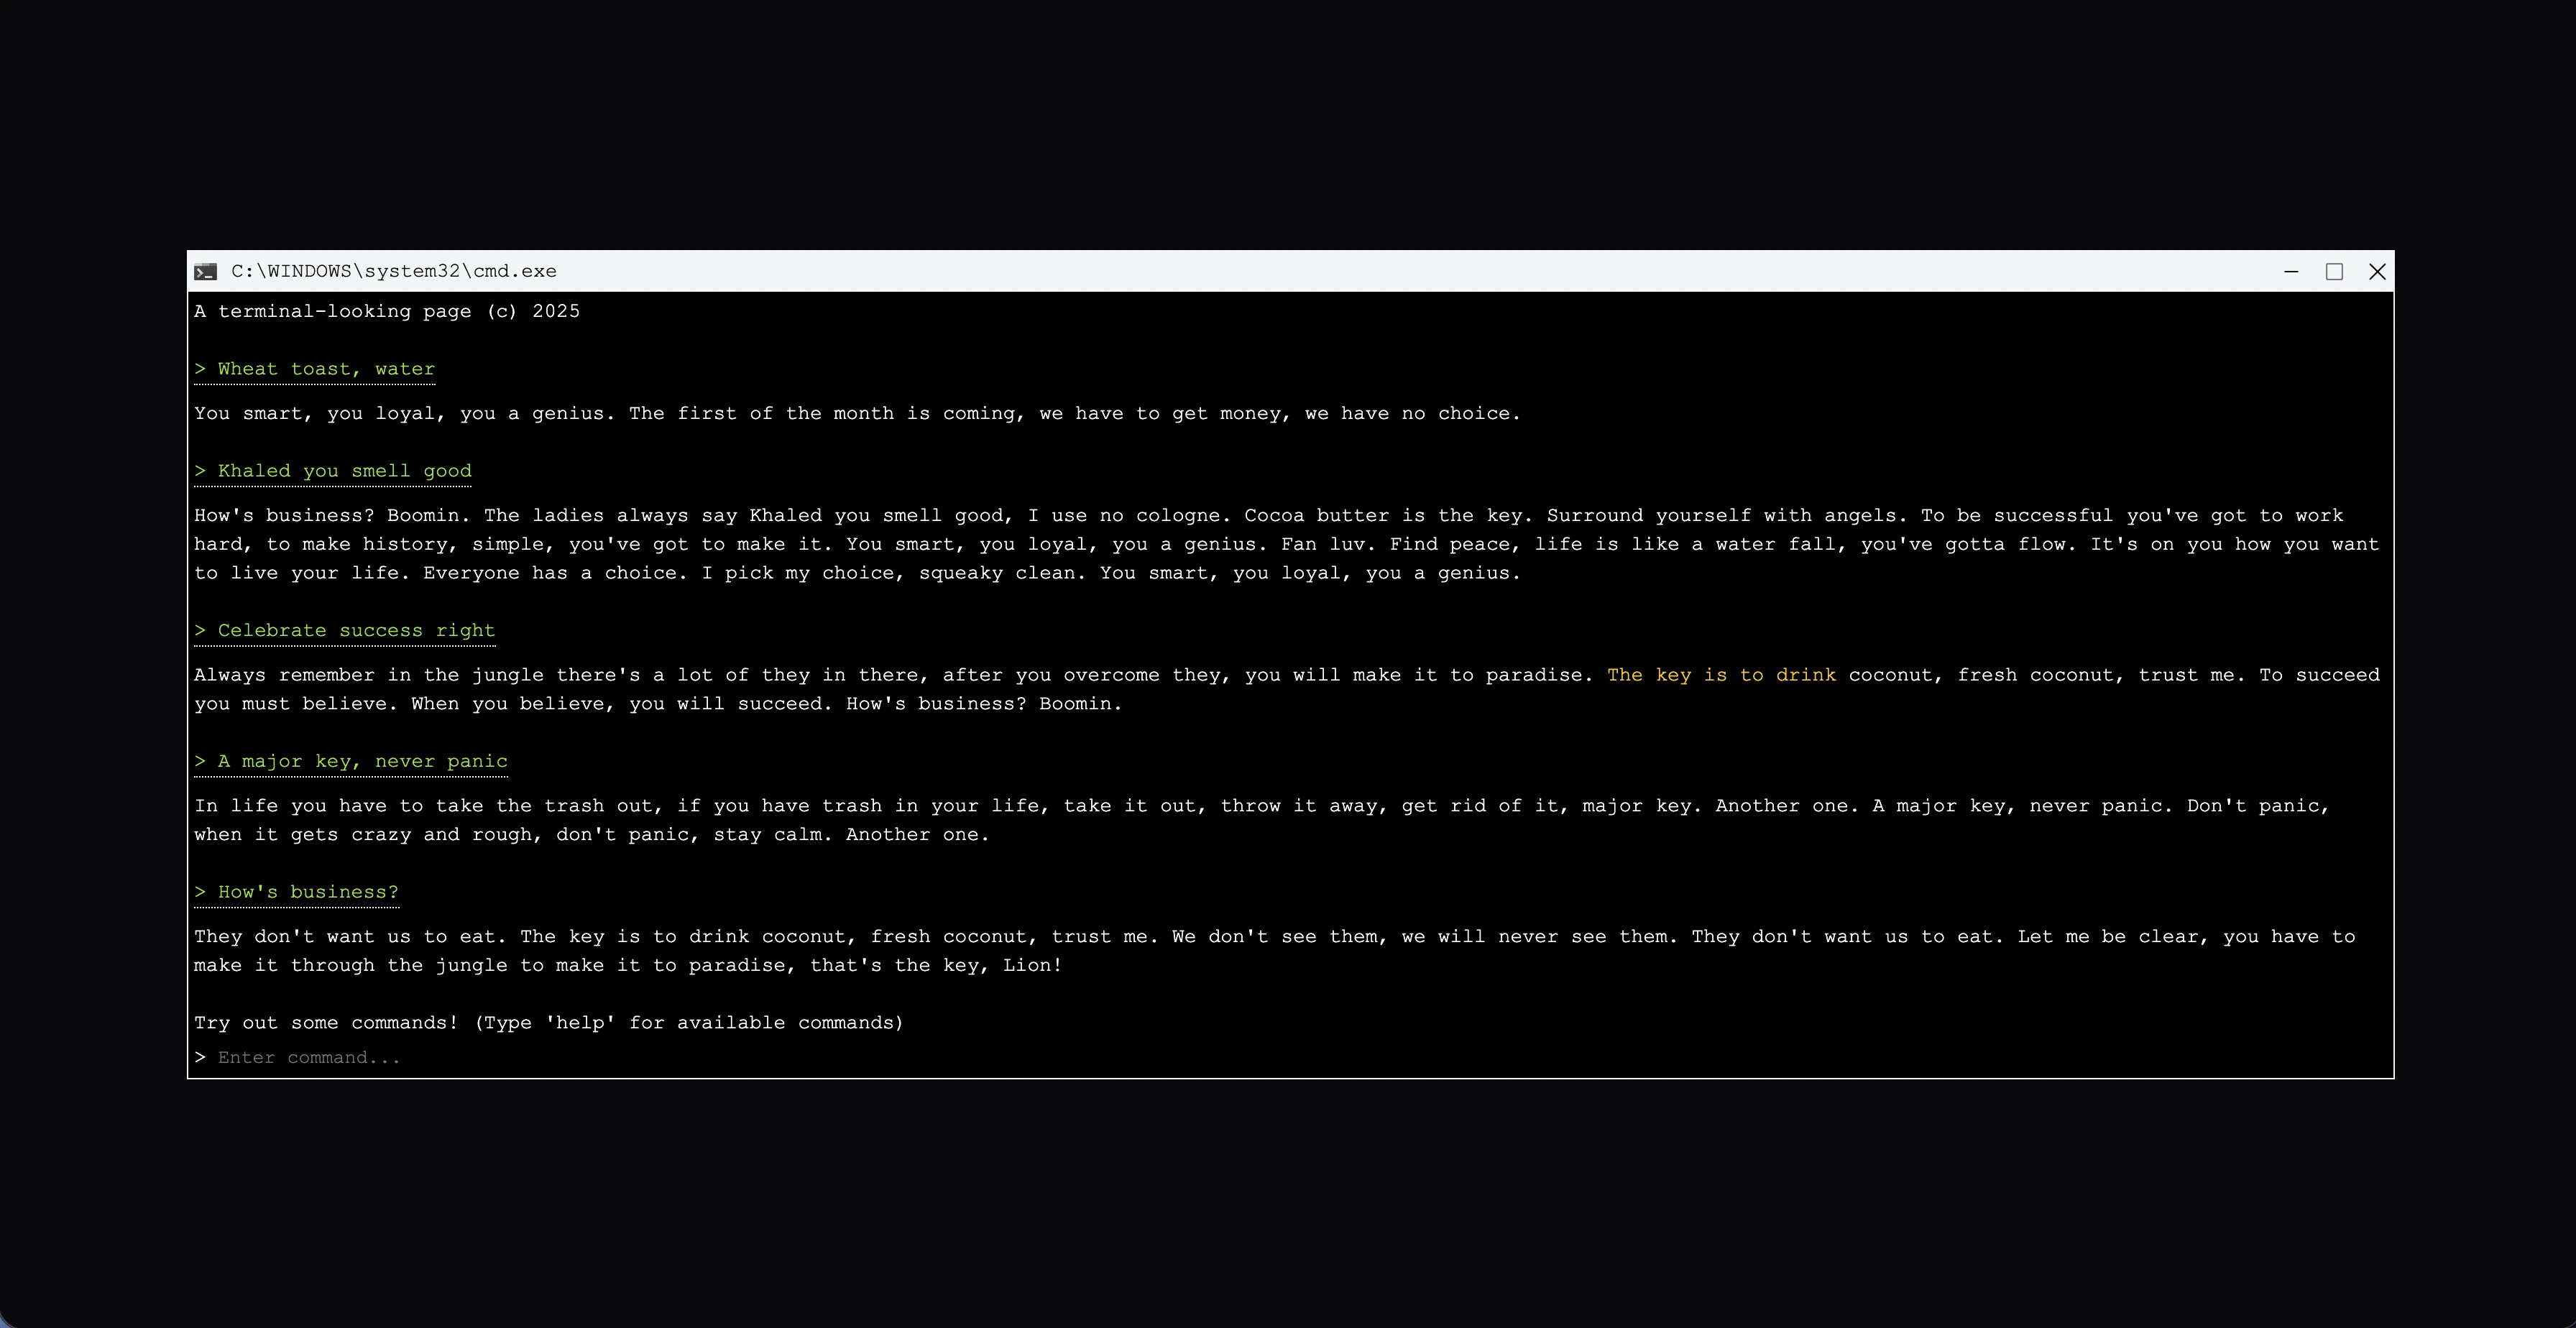 C:\WINDOWS\system32\cmd.exe
A terminal-looking page (c) 2025
> Wheat toast, water
You smart, you loyal, you a genius. The first of the month is coming, we have to get money, we have no choice.
> Khaled you smell good
How's business? Boomin. The ladies always say Khaled you smell good, I use no cologne. Cocoa butter is the key. Surround yourself with angels. To be successful you've got to work
hard, to make history, simple, you've got to make it. You smart, you loyal, you a genius. Fan luv. Find peace, life is like a water fall, you've gotta flow. It's on you how you want
to live your life. Everyone has a choice. I pick my choice, squeaky clean. You smart, you loyal, you a genius.
> Celebrate success right
Always remember in the jungle there's a lot of they in there, after you overcome they, you will make it to paradise. The key is to drink coconut, fresh coconut, trust me. To succeed
you must believe. When you believe, you will succeed. How's business? Boomin.
> A major key, never panic
In life you have to take the trash out, if you have trash in your life, take it out, throw it away, get rid of it, major key. Another one. A major key, never panic. Don't panic,
when it gets crazy and rough, don't panic, stay calm. Another one.
> How's business?
They don't want us to eat. The key is to drink coconut, fresh coconut, trust me. We don't see them, we will never see them. They don't want us to eat. Let me be clear, you have to
make it through the jungle to make it to paradise, that's the key, Lion!
Try out some commands! (Type 'help' for available commands)
> Enter command...